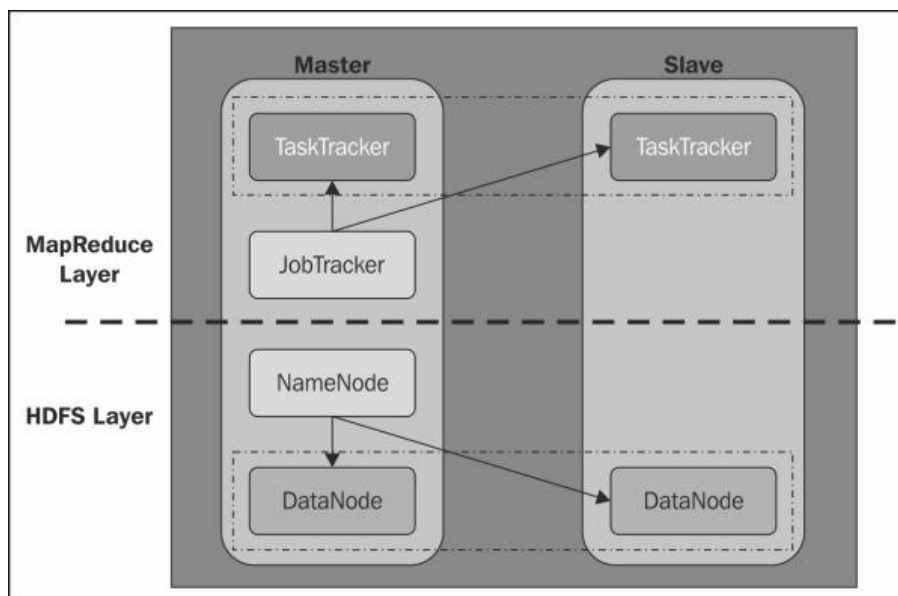 Master
Slave
TaskTracker
TaskTracker
MapReduce
Layer
JobTracker
NameNode
HDFS Layer
DataNode
DataNode